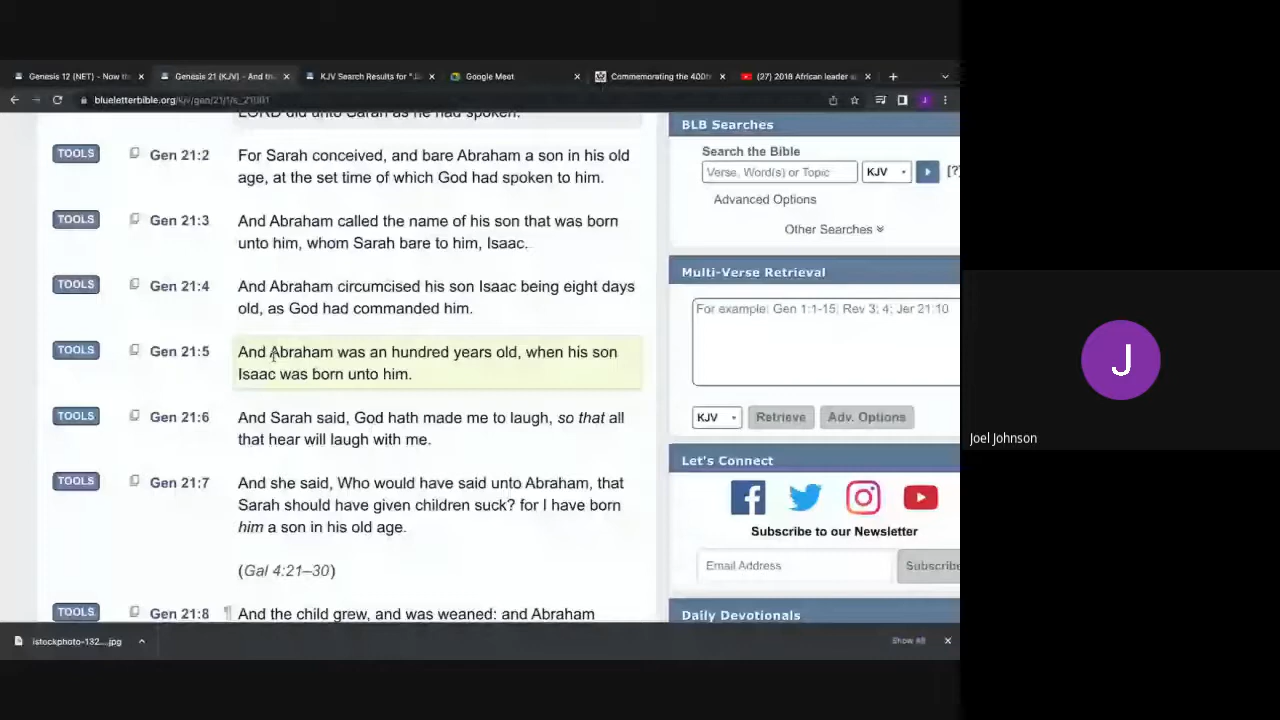 Genesis 12 (NET) - Now th
Genesis 21 (KJV) - And th
KJV Search Results for "J
Google Meet
Commemorating the 400t
(27) 2018 African leader s
blueletterbible.org/kjv/gen/21/1/s_21001
J
LORD did unto Sarah as he had spoken.
TOOLS Gen 21:2 For Sarah conceived, and bare Abraham a son in his old
age, at the set time of which God had spoken to him.
TOOLS Gen 21:3 And Abraham called the name of his son that was born
unto him, whom Sarah bare to him, Isaac.
TOOLS Gen 21:4 And Abraham circumcised his son Isaac being eight days
old, as God had commanded him.
TOOLS Gen 21:5 And Abraham was an hundred years old, when his son
Isaac was born unto him.
TOOLS Gen 21:6 And Sarah said, God hath made me to laugh, so that all
that hear will laugh with me.
TOOLS Gen 21:7 And she said, Who would have said unto Abraham, that
Sarah should have given children suck? for I have born
him a son in his old age.
(Gal 4:21–30)
TOOLS Gen 21:8 ¶ And the child grew, and was weaned: and Abraham
BLB Searches
Search the Bible
Verse, Word(s) or Topic KJV [?]
Advanced Options
Other Searches
Multi-Verse Retrieval
For example: Gen 1:1-15; Rev 3; 4; Jer 21:10
KJV Retrieve Adv. Options
Let's Connect
Subscribe to our Newsletter
Email Address Subscribe
Daily Devotionals
istockphoto-132....jpg
Show All
J
Joel Johnson